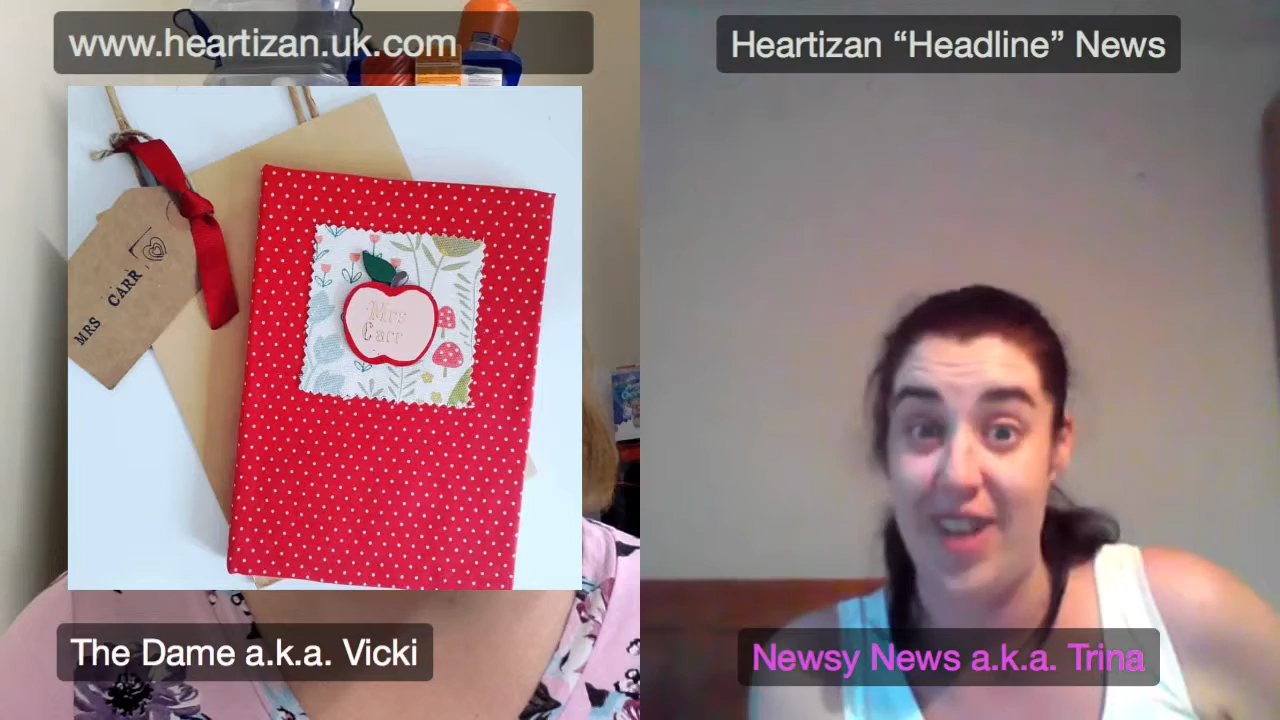 www.heartizan.uk.com
Heartizan “Headline” News
MRS CARR
Mrs
Carr
The Dame a.k.a. Vicki
Newsy News a.k.a. Trina